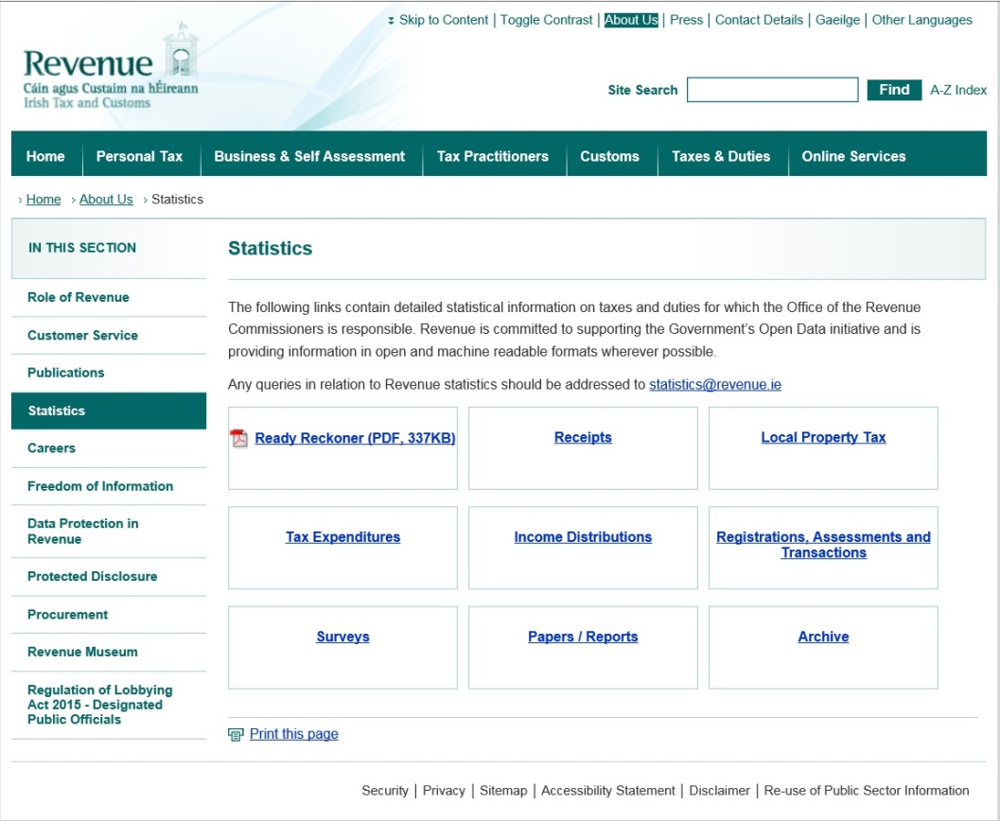 Skip to Content | Toggle Contrast | About Us | Press | Contact Details | Gaeilge | Other Languages
Revenue
Cáin agus Custaim na hÉireann
Irish Tax and Customs
Site Search Find A-Z Index
Home Personal Tax Business & Self Assessment Tax Practitioners Customs Taxes & Duties Online Services
› Home › About Us › Statistics
IN THIS SECTION
Role of Revenue
Customer Service
Publications
Statistics
Careers
Freedom of Information
Data Protection in
Revenue
Protected Disclosure
Procurement
Revenue Museum
Regulation of Lobbying
Act 2015 - Designated
Public Officials
Statistics
The following links contain detailed statistical information on taxes and duties for which the Office of the Revenue
Commissioners is responsible. Revenue is committed to supporting the Government's Open Data initiative and is
providing information in open and machine readable formats wherever possible.
Any queries in relation to Revenue statistics should be addressed to statistics@revenue.ie
Ready Reckoner (PDF, 337KB) Receipts Local Property Tax
Tax Expenditures Income Distributions Registrations, Assessments and
Transactions
Surveys Papers / Reports Archive
Print this page
Security | Privacy | Sitemap | Accessibility Statement | Disclaimer | Re-use of Public Sector Information